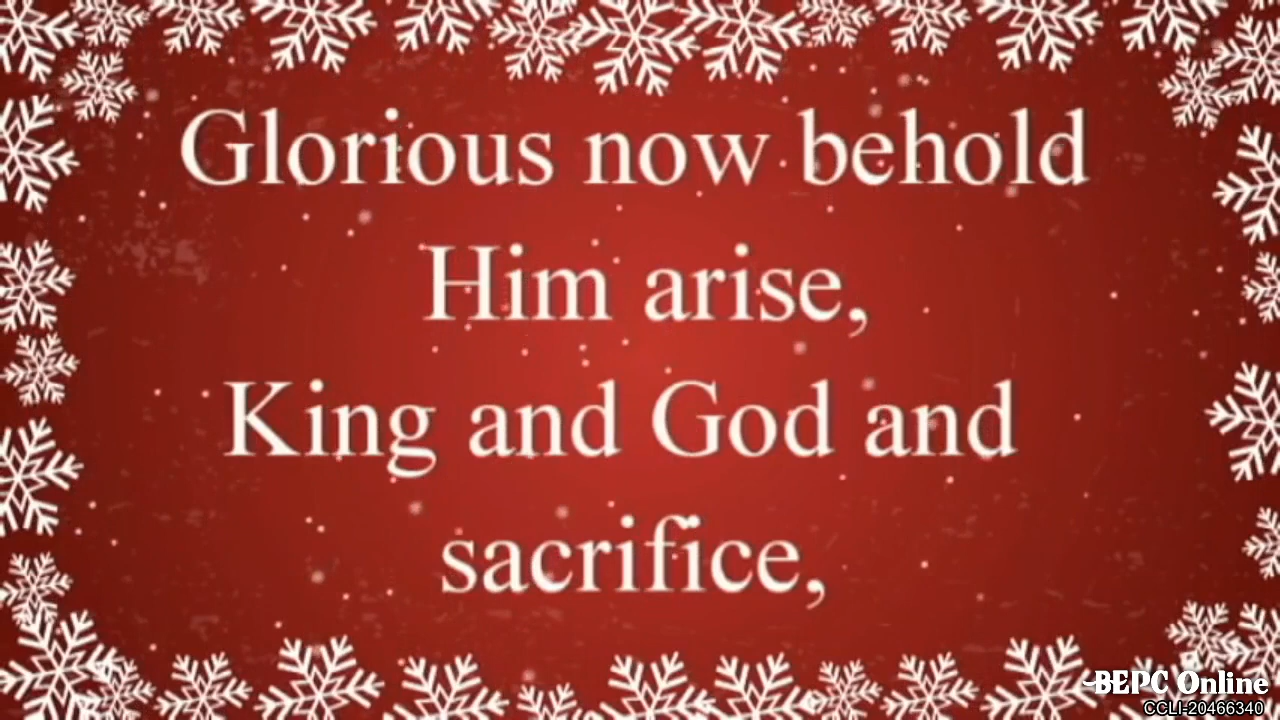 Glorious now behold
Him arise,
King and God and
sacrifice,
BEPC Online
CCLI-20466340